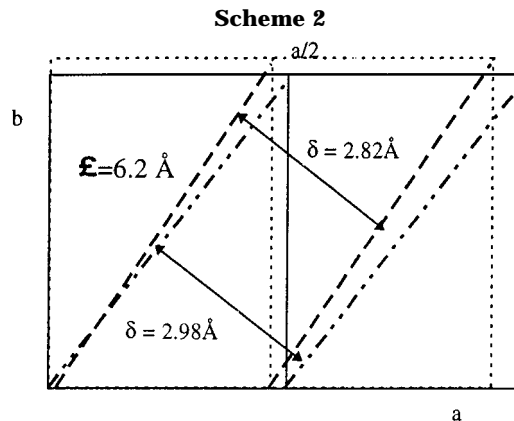 Scheme 2
a/2
b
£=6.2 Å
δ = 2.82Å
δ = 2.98Å
a